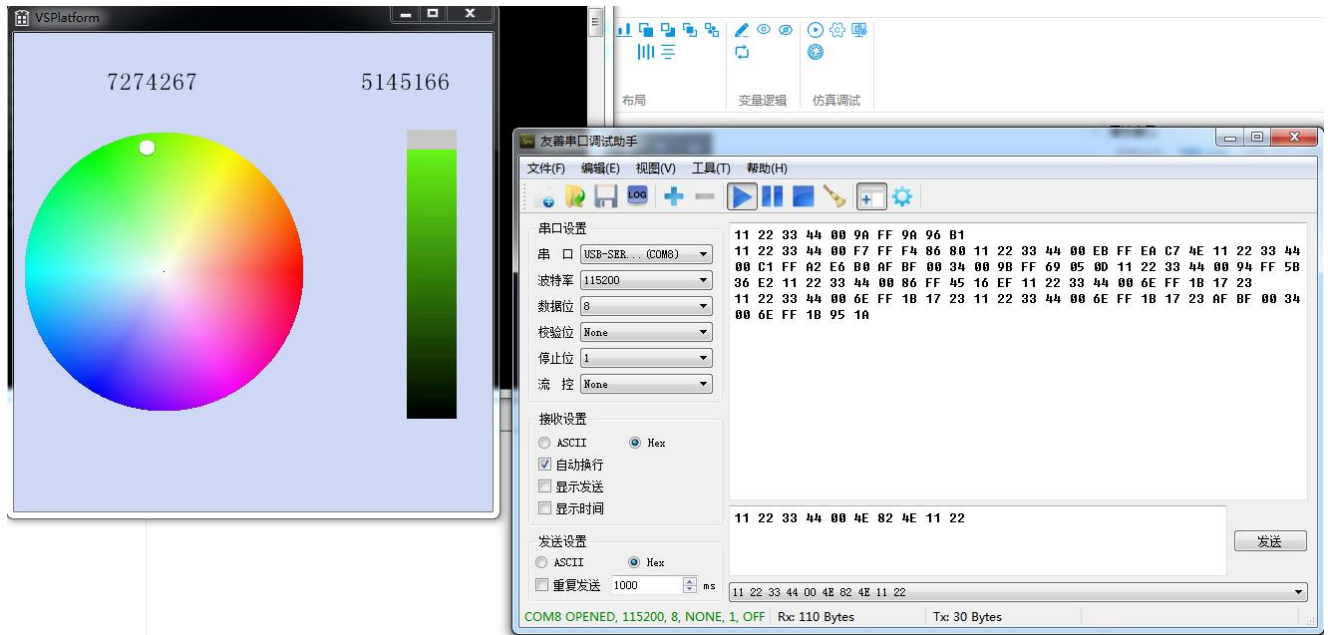 VSPlatform
7274267 5145166
布局 变量逻辑 仿真调试
友善串口调试助手
文件(F) 编辑(E) 视图(V) 工具(T) 帮助(H)
LOG
串口设置
串 口 USB-SER... (COM8)
波特率 115200
数据位 8
校验位 None
停止位 1
流 控 None
接收设置
ASCII Hex
自动换行
显示发送
显示时间
发送设置
ASCII Hex
重复发送 1000 ms
11 22 33 44 00 9A FF 9A 96 B1
11 22 33 44 00 F7 FF F4 86 80 11 22 33 44 00 EB FF EA C7 4E 11 22 33 44
00 C1 FF A2 E6 B0 AF BF 00 34 00 9B FF 69 05 0D 11 22 33 44 00 94 FF 5B
36 E2 11 22 33 44 00 86 FF 45 16 EF 11 22 33 44 00 6E FF 1B 17 23
11 22 33 44 00 6E FF 1B 17 23 11 22 33 44 00 6E FF 1B 17 23 AF BF 00 34
00 6E FF 1B 95 1A
11 22 33 44 00 4E 82 4E 11 22
发送
11 22 33 44 00 4E 82 4E 11 22
COM8 OPENED, 115200, 8, NONE, 1, OFF Rx: 110 Bytes Tx: 30 Bytes